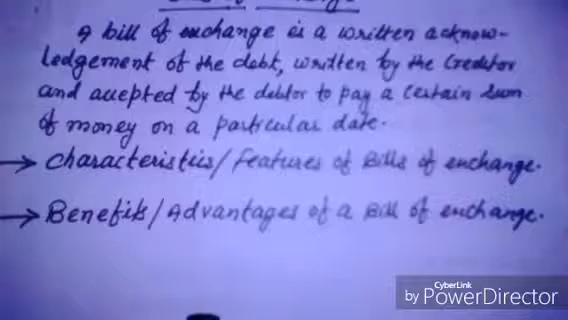 A bill of exchange is a written acknow-
ledgement of the debt, written by the Creditor
and accepted by the debtor to pay a certain sum
of money on a particular date.
→ Characteristics/Features of Bills of exchange.
→ Benefits/Advantages of a Bill of exchange.
CyberLink
by PowerDirector